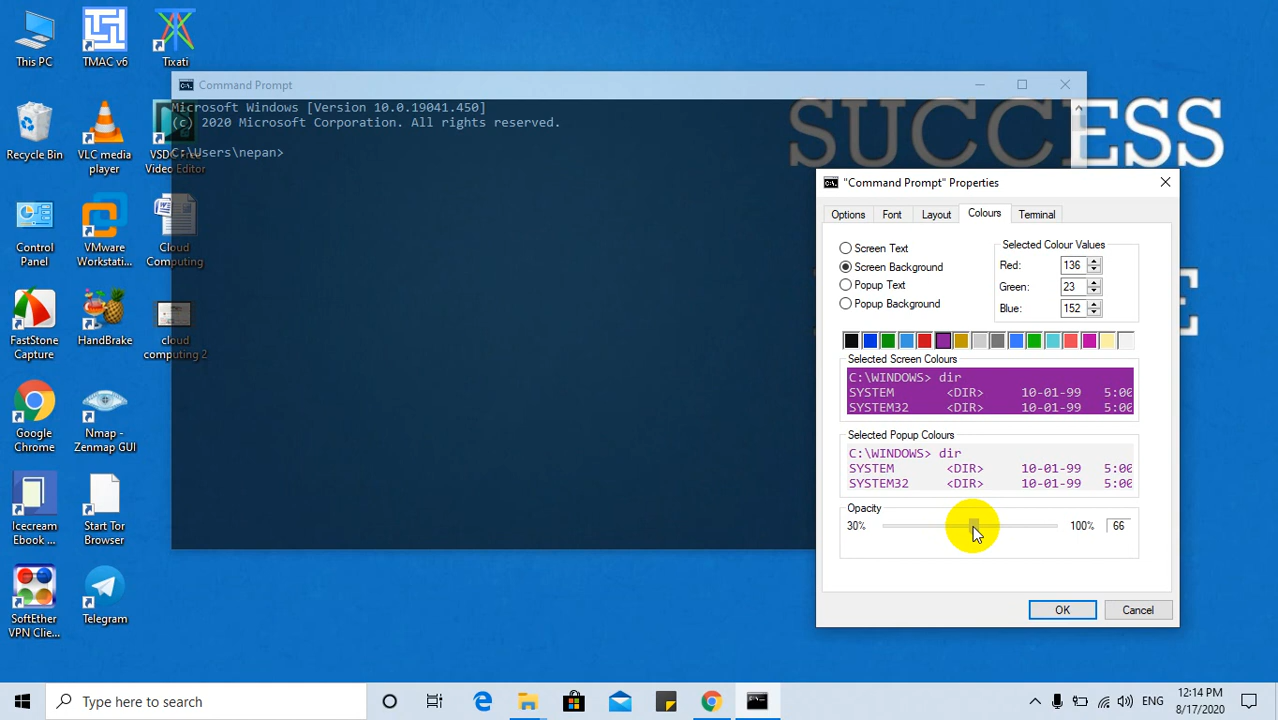 This PC
TMAC v6
Tixati
Recycle Bin
VLC media
player
VSDC Free
Video Editor
Control
Panel
VMware
Workstati...
Cloud
Computing
FastStone
Capture
HandBrake
cloud
computing 2
Google
Chrome
Nmap -
Zenmap GUI
Icecream
Ebook ...
Start Tor
Browser
SoftEther
VPN Clie...
Telegram
Command Prompt
Microsoft Windows [Version 10.0.19041.450]
(c) 2020 Microsoft Corporation. All rights reserved.
C:\Users\nepan>
SUCCESS
"Command Prompt" Properties
Options
Font
Layout
Colours
Terminal
Screen Text
Screen Background
Popup Text
Popup Background
Selected Colour Values
Red: 136
Green: 23
Blue: 152
Selected Screen Colours
C:\WINDOWS> dir
SYSTEM <DIR> 10-01-99 5:00
SYSTEM32 <DIR> 10-01-99 5:00
Selected Popup Colours
C:\WINDOWS> dir
SYSTEM <DIR> 10-01-99 5:00
SYSTEM32 <DIR> 10-01-99 5:00
Opacity
30% 100% 66
OK
Cancel
Type here to search
ENG
12:14 PM
8/17/2020